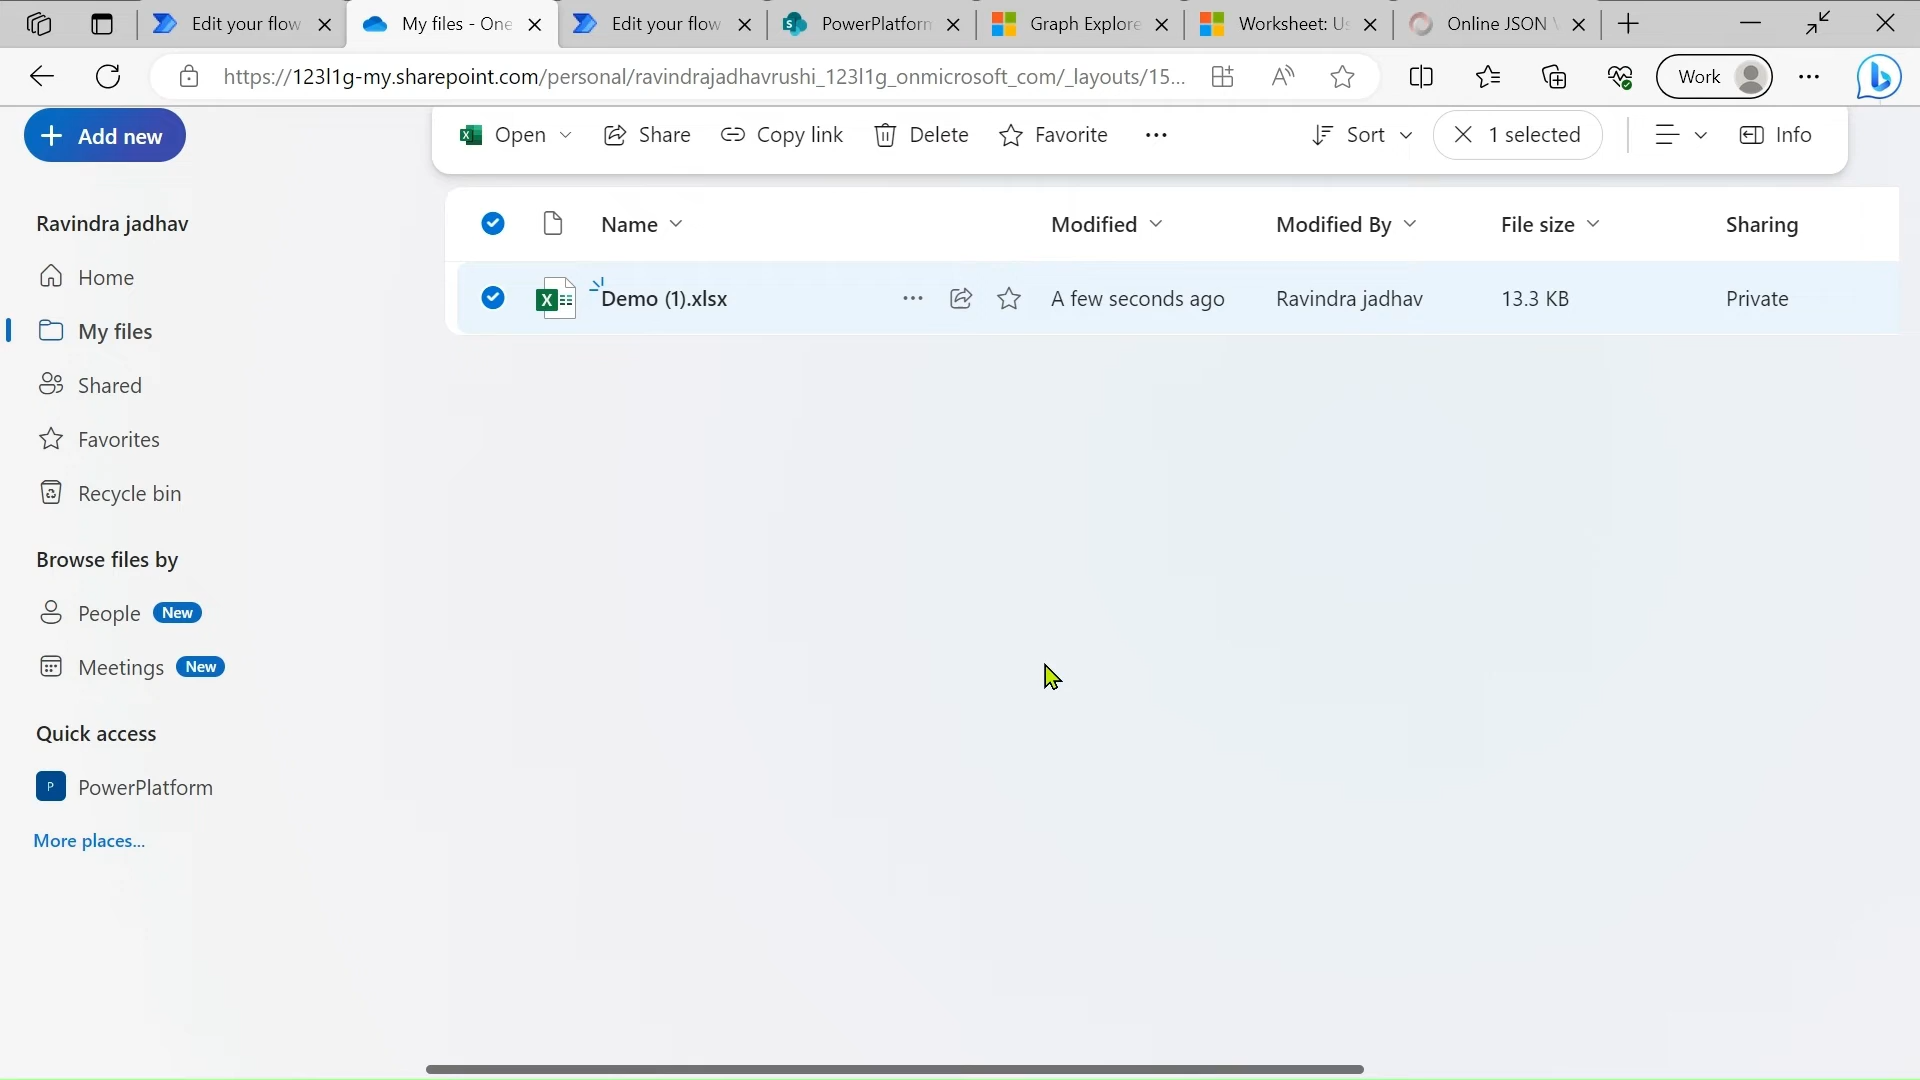 Edit your flow
My files - One
Edit your flow
PowerPlatform
Graph Explore
Worksheet: Us
Online JSON V
https://123l1g-my.sharepoint.com/personal/ravindrajadhavrushi_123l1g_onmicrosoft_com/_layouts/15...
Work
Add new
Open
Share
Copy link
Delete
Favorite
Sort
1 selected
Info
Ravindra jadhav
Home
My files
Shared
Favorites
Recycle bin
Browse files by
People New
Meetings New
Quick access
P PowerPlatform
More places...
Name Modified Modified By File size Sharing
Demo (1).xlsx A few seconds ago Ravindra jadhav 13.3 KB Private